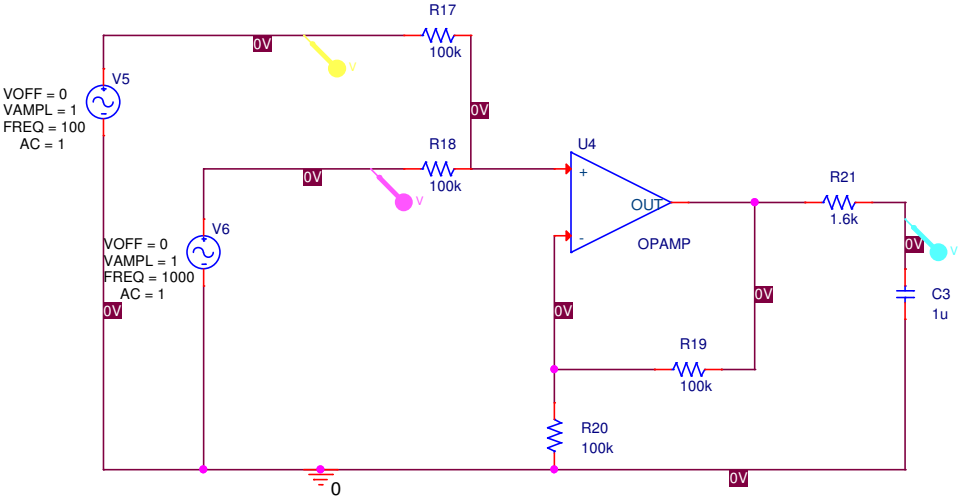 R17
100k
0V
V
V5
VOFF = 0
VAMPL = 1
FREQ = 100
AC = 1
0V
R18
100k
0V
V
U4
+
-
OUT
OPAMP
R21
1.6k
V
0V
V6
VOFF = 0
VAMPL = 1
FREQ = 1000
AC = 1
0V
0V
0V
C3
1u
R19
100k
R20
100k
0V
0